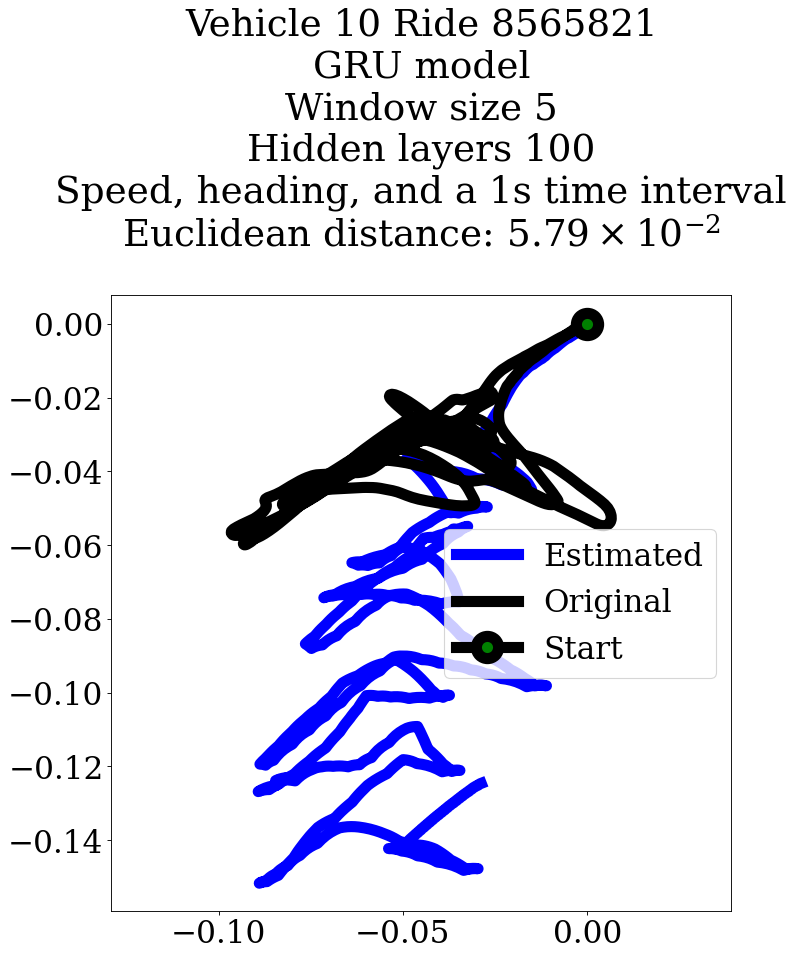 Vehicle 10 Ride 8565821
GRU model
Window size 5
Hidden layers 100
Speed, heading, and a 1s time interval
Euclidean distance: 5.79 × 10⁻²
0.00
−0.02
−0.04
−0.06
−0.08
−0.10
−0.12
−0.14
Estimated
Original
Start
−0.10
−0.05
0.00